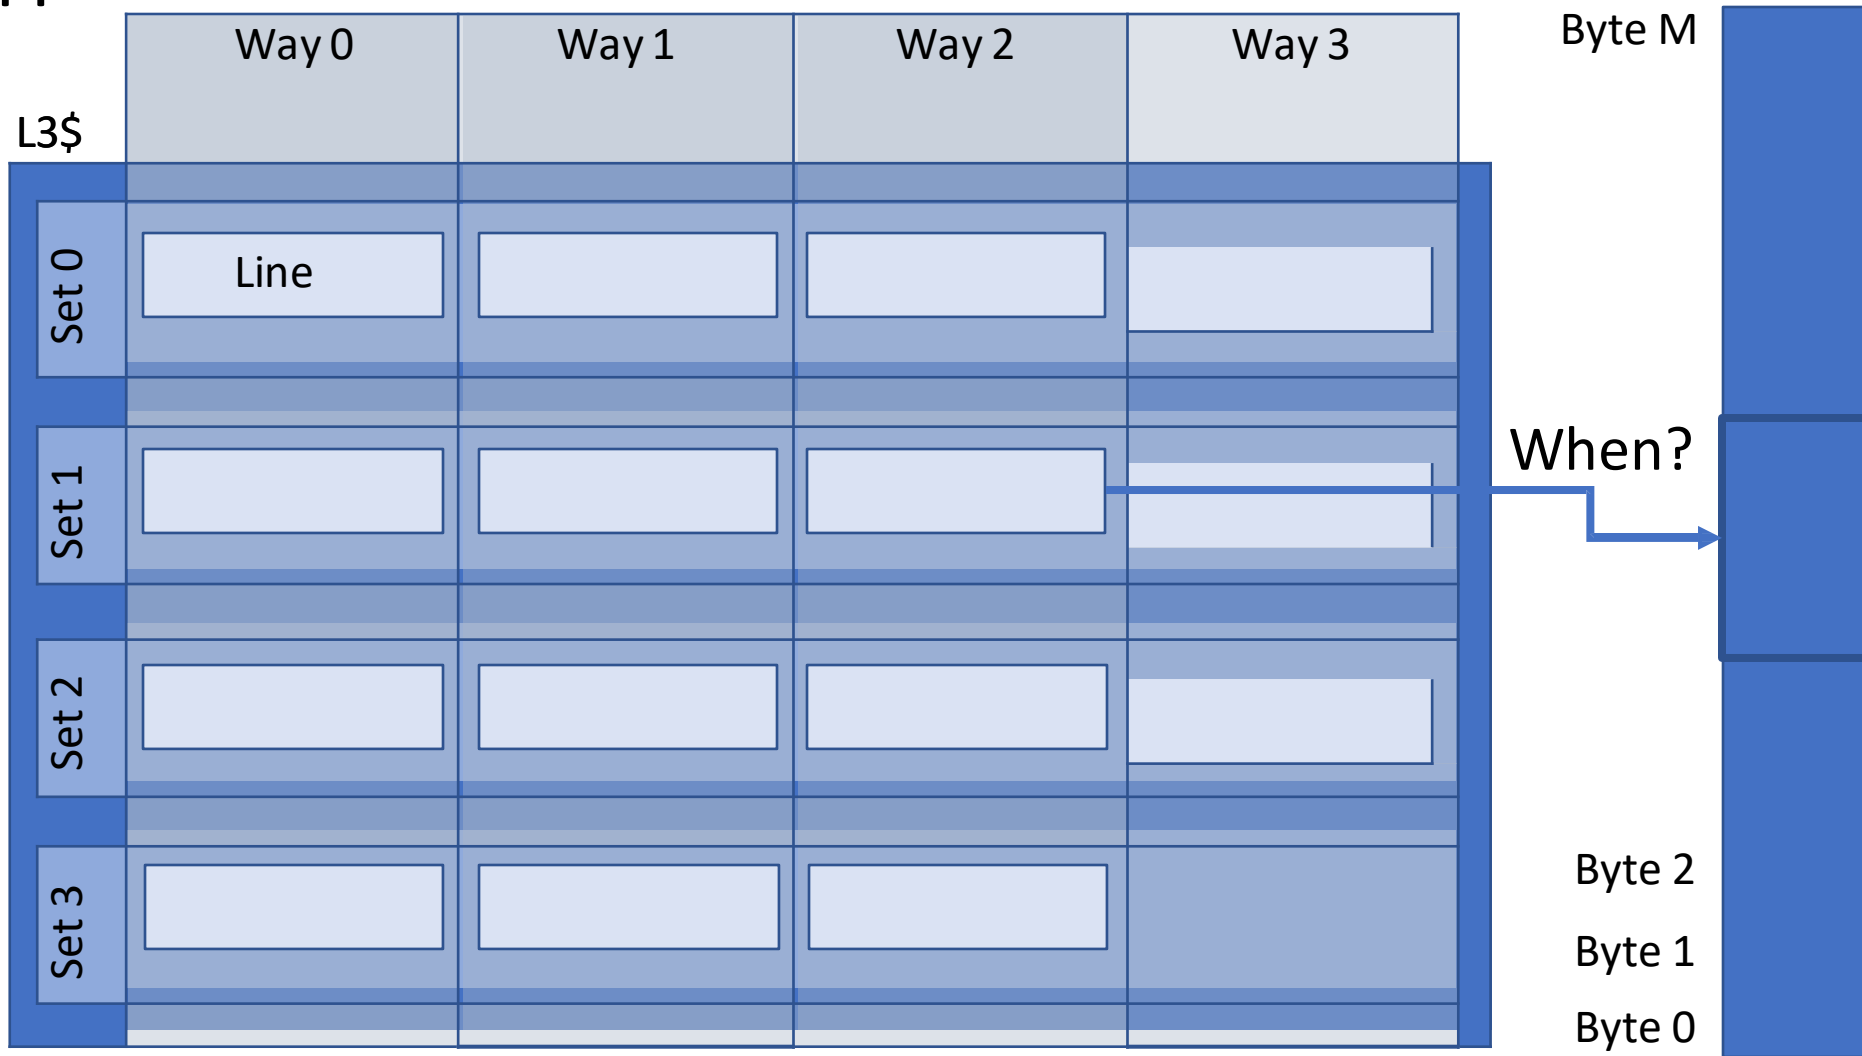 Way 0
Way 1
Way 2
Way 3
Byte M
L3$
Set 0
Line
Set 1
When?
Set 2
Set 3
Byte 2
Byte 1
Byte 0